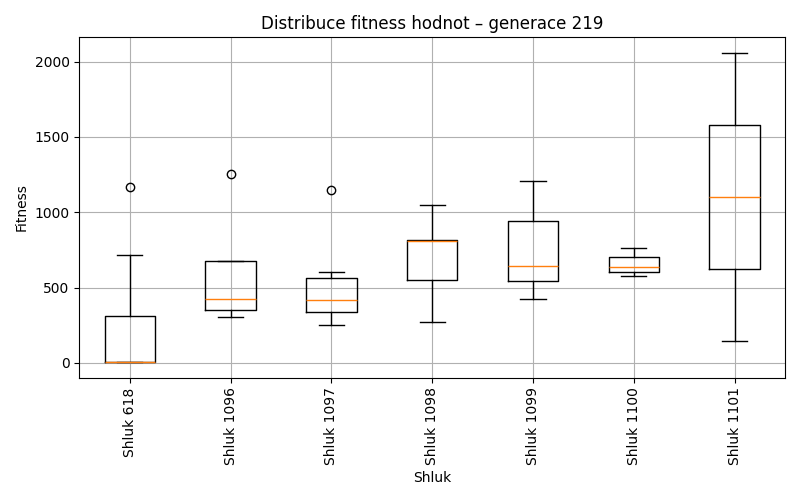 Distribuce fitness hodnot – generace 219
Fitness
2000
1500
1000
500
0
Shluk 618
Shluk 1096
Shluk 1097
Shluk 1098
Shluk 1099
Shluk 1100
Shluk 1101
Shluk